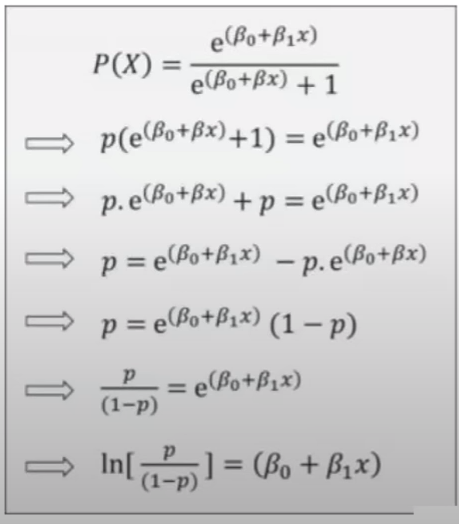 P(X) = e^(β₀+β₁x) / e^(β₀+βx) + 1
⟹ p(e^(β₀+βx)+1) = e^(β₀+β₁x)
⟹ p. e^(β₀+βx) + p = e^(β₀+β₁x)
⟹ p = e^(β₀+β₁x) − p. e^(β₀+βx)
⟹ p = e^(β₀+β₁x) (1 − p)
⟹ p / (1−p) = e^(β₀+β₁x)
⟹ ln[ p / (1−p) ] = (β₀ + β₁x)